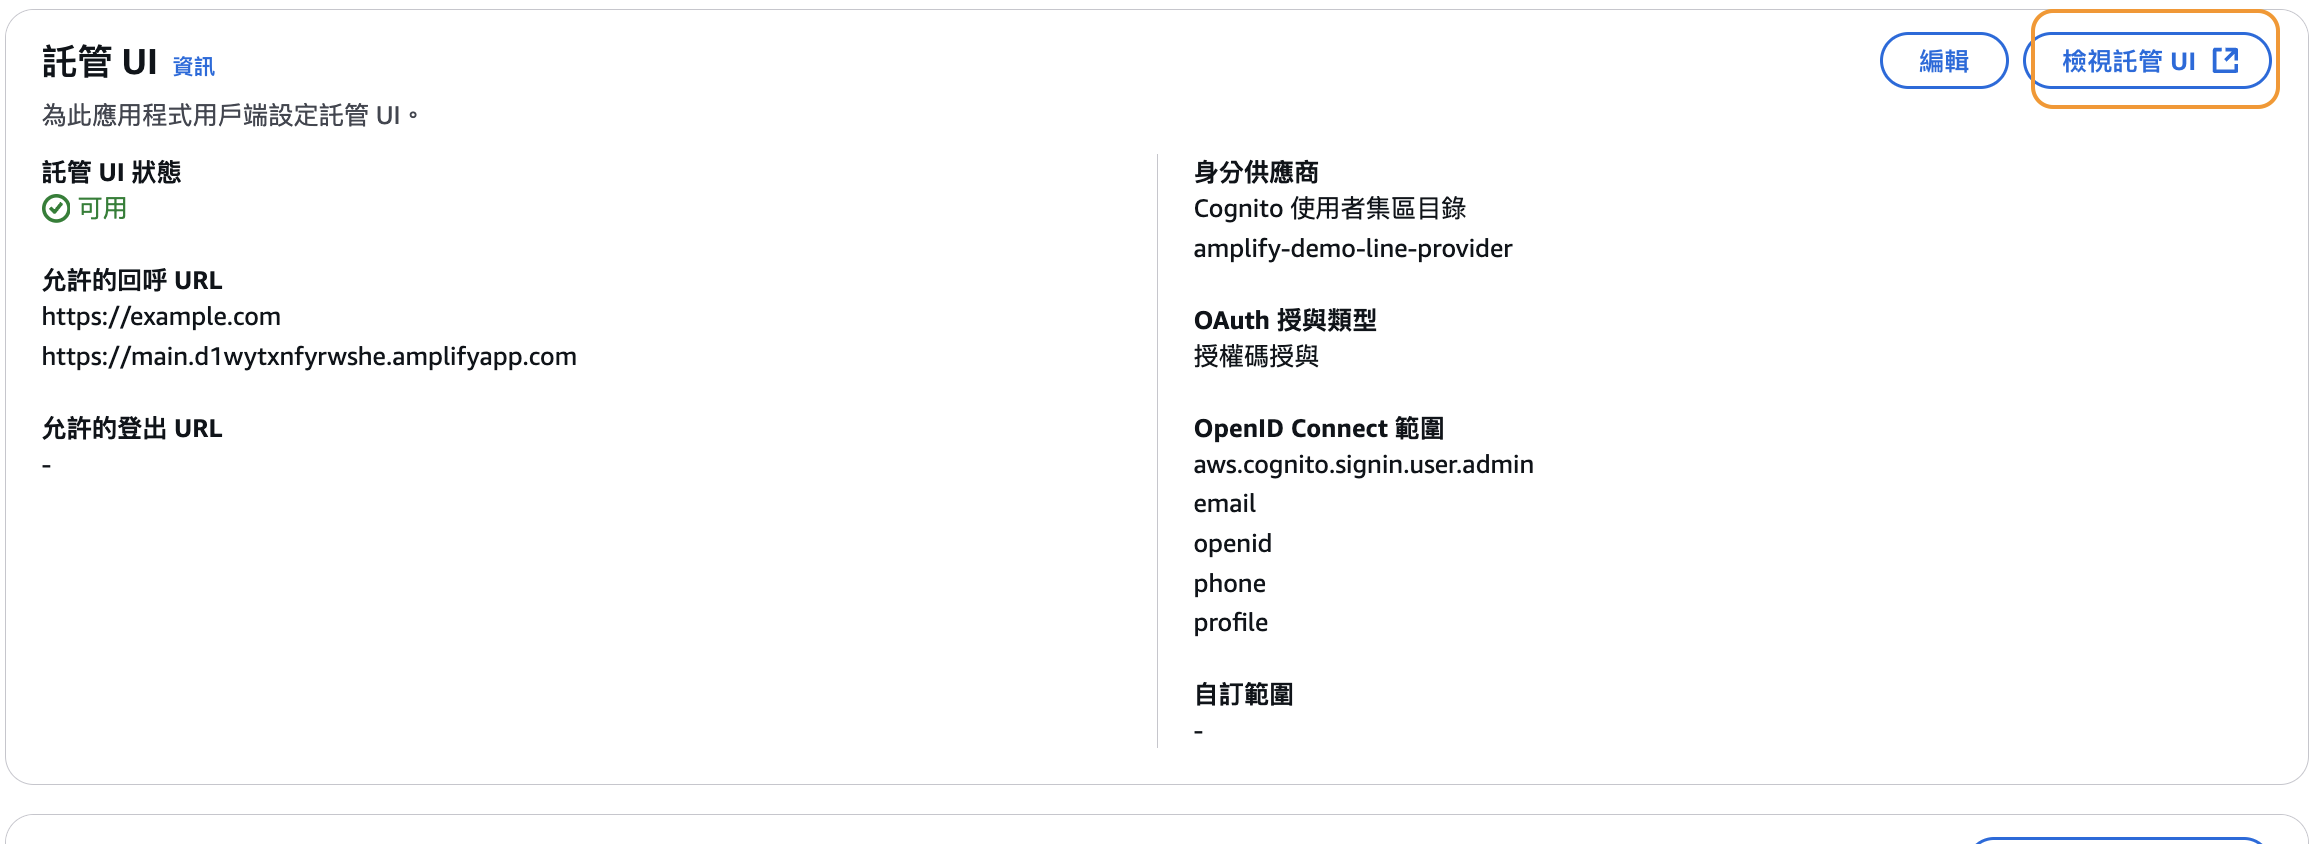 託管 UI 資訊
編輯
檢視託管 UI
為此應用程式用戶端設定託管 UI。
託管 UI 狀態
可用
允許的回呼 URL
https://example.com
https://main.d1wytxnfyrwshe.amplifyapp.com
允許的登出 URL
-
身分供應商
Cognito 使用者集區目錄
amplify-demo-line-provider
OAuth 授與類型
授權碼授與
OpenID Connect 範圍
aws.cognito.signin.user.admin
email
openid
phone
profile
自訂範圍
-